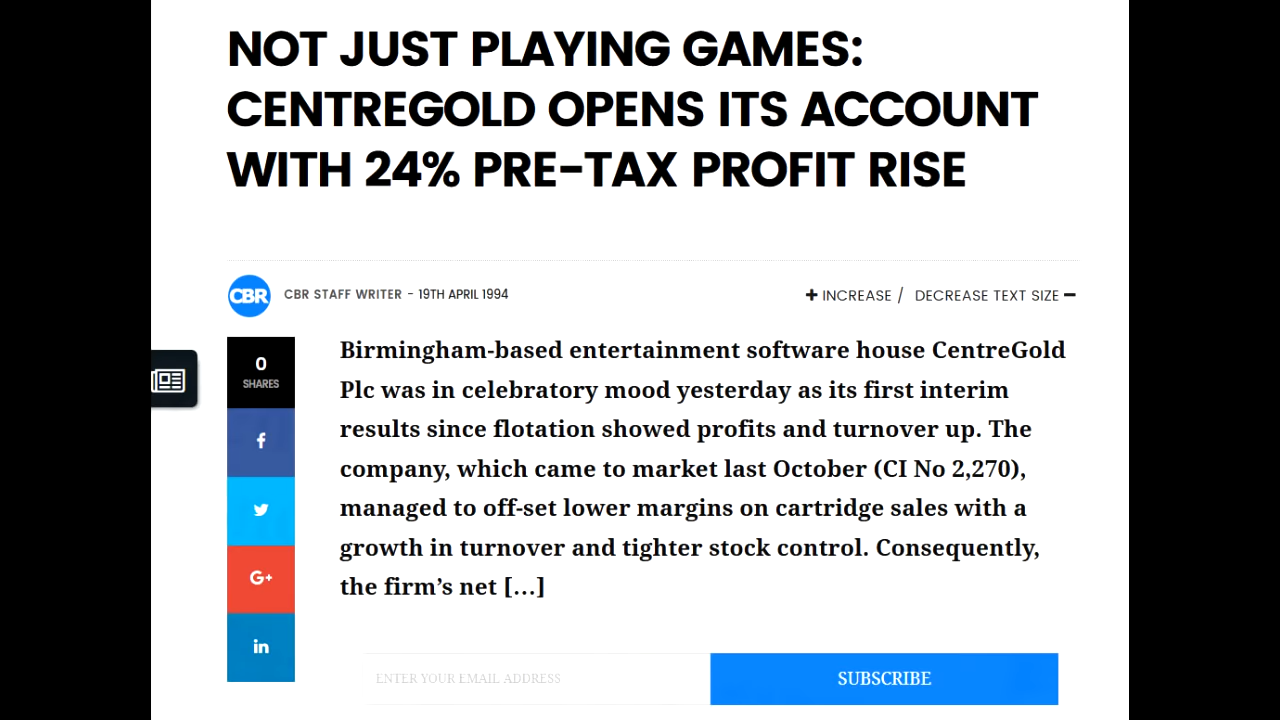 NOT JUST PLAYING GAMES:
CENTREGOLD OPENS ITS ACCOUNT
WITH 24% PRE-TAX PROFIT RISE
CBR
CBR STAFF WRITER - 19TH APRIL 1994
+ INCREASE / DECREASE TEXT SIZE −
0
SHARES
f
G+
in
Birmingham-based entertainment software house CentreGold
Plc was in celebratory mood yesterday as its first interim
results since flotation showed profits and turnover up. The
company, which came to market last October (CI No 2,270),
managed to off-set lower margins on cartridge sales with a
growth in turnover and tighter stock control. Consequently,
the firm’s net […]
ENTER YOUR EMAIL ADDRESS
SUBSCRIBE